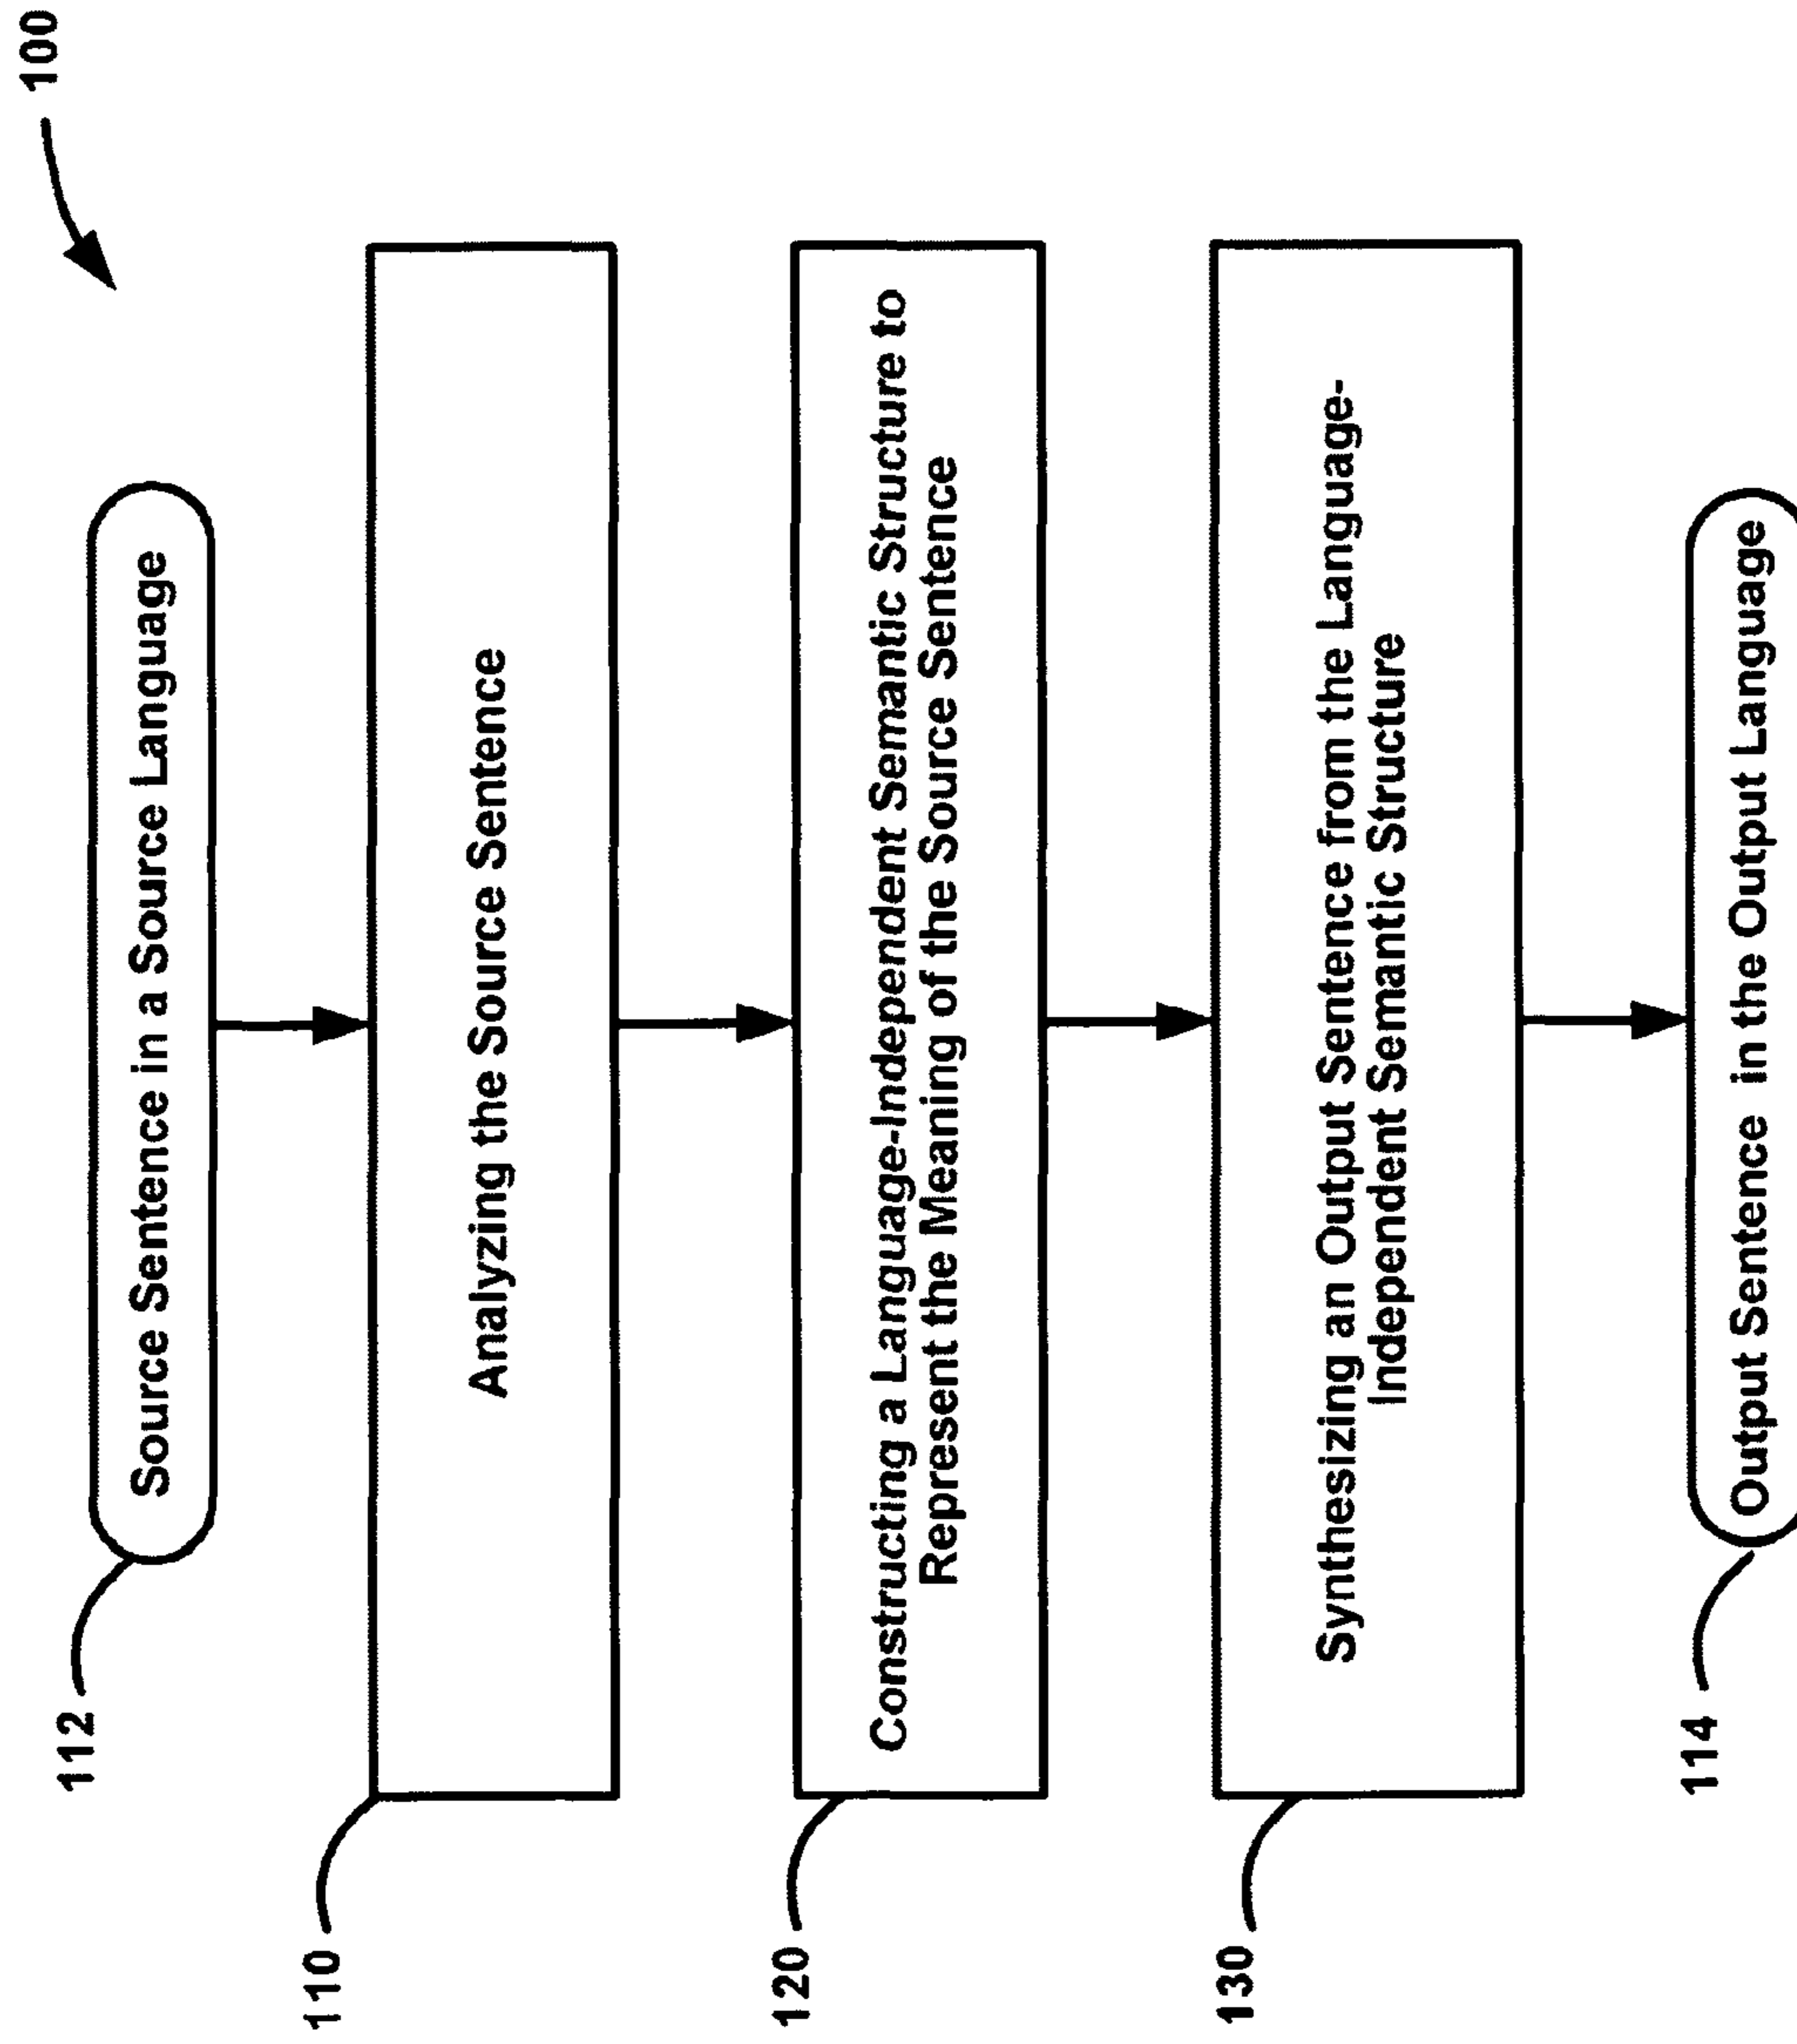 100
112
Source Sentence in a Source Language
110
Analyzing the Source Sentence
120
Constructing a Language-Independent Semantic Structure to
Represent the Meaning of the Source Sentence
130
Synthesizing an Output Sentence from the Language-
Independent Semantic Structure
114
Output Sentence in the Output Language